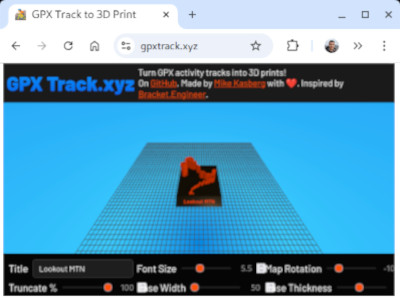 GPX Track to 3D Print
gpxtrack.xyz
GPX Track.xyz
Turn GPX activity tracks into 3D prints!
On GitHub. Made by Mike Kasberg with ❤️. Inspired by
Bracket.Engineer.
Lookout MTN
Title Lookout MTN Font Size 5.5 Map Rotation -10
Truncate % 100 Base Width 50 Base Thickness